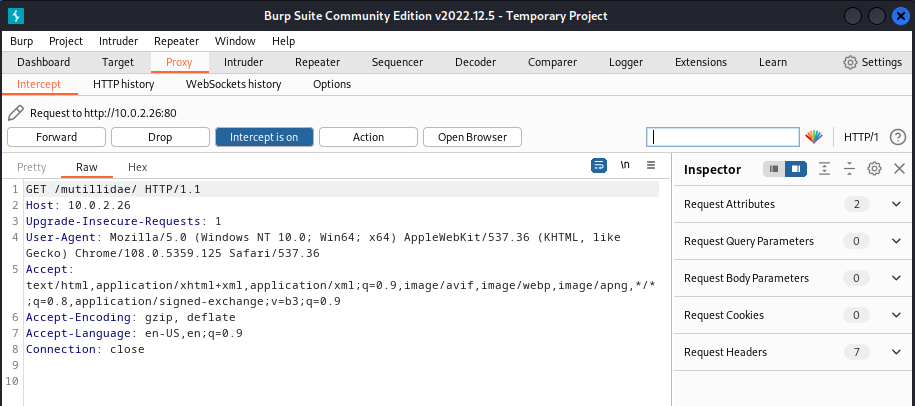 Burp Suite Community Edition v2022.12.5 - Temporary Project
Burp Project Intruder Repeater Window Help
Dashboard Target Proxy Intruder Repeater Sequencer Decoder Comparer Logger Extensions Learn Settings
Intercept HTTP history WebSockets history Options
Request to http://10.0.2.26:80
Forward Drop Intercept is on Action Open Browser HTTP/1 ?
Pretty Raw Hex \n
Inspector
1 GET /mutillidae/ HTTP/1.1
2 Host: 10.0.2.26
3 Upgrade-Insecure-Requests: 1
4 User-Agent: Mozilla/5.0 (Windows NT 10.0; Win64; x64) AppleWebKit/537.36 (KHTML, like
Gecko) Chrome/108.0.5359.125 Safari/537.36
5 Accept:
text/html,application/xhtml+xml,application/xml;q=0.9,image/avif,image/webp,image/apng,*/*
;q=0.8,application/signed-exchange;v=b3;q=0.9
6 Accept-Encoding: gzip, deflate
7 Accept-Language: en-US,en;q=0.9
8 Connection: close
9
10
Request Attributes 2
Request Query Parameters 0
Request Body Parameters 0
Request Cookies 0
Request Headers 7